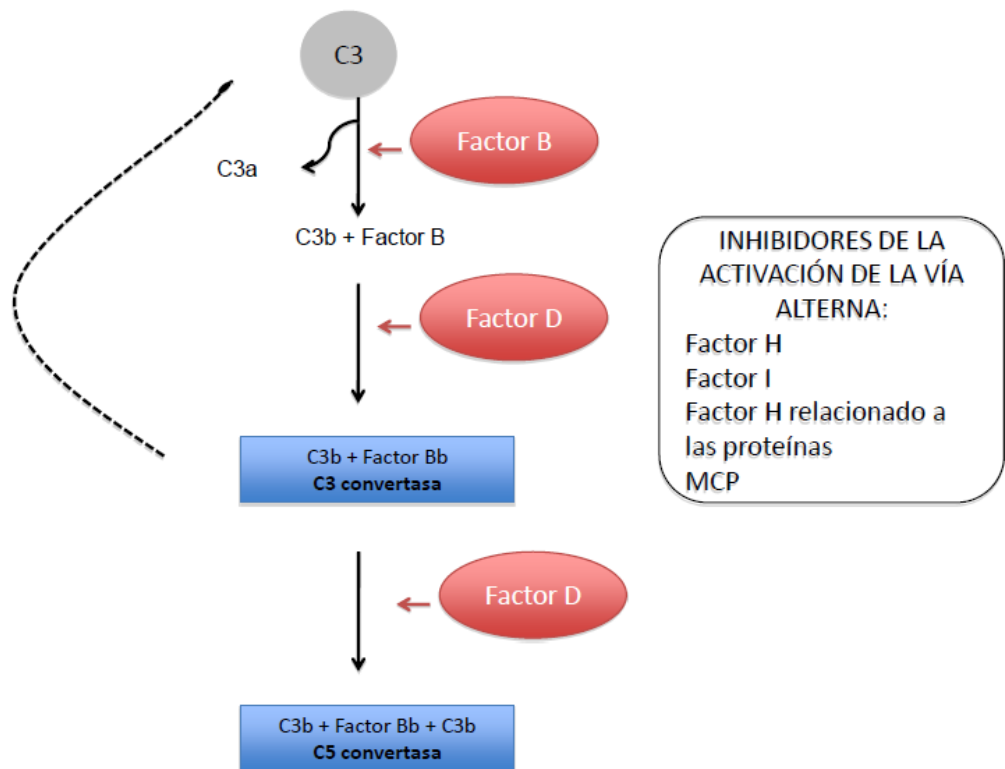 C3
Factor B
C3a
C3b + Factor B
Factor D
C3b + Factor Bb
C3 convertasa
Factor D
C3b + Factor Bb + C3b
C5 convertasa
INHIBIDORES DE LA
ACTIVACIÓN DE LA VÍA
ALTERNA:
Factor H
Factor I
Factor H relacionado a
las proteínas
MCP